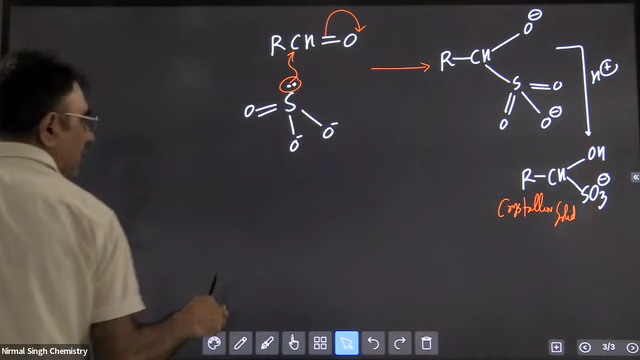 RCH=O
S
O
O⁻
O⁻
R-CH
O⊖
S
=O
O
O⊖
H⊕
R-CH
OH
SO3⊖
Crystalline Solid
Nirmal Singh Chemistry
3/3